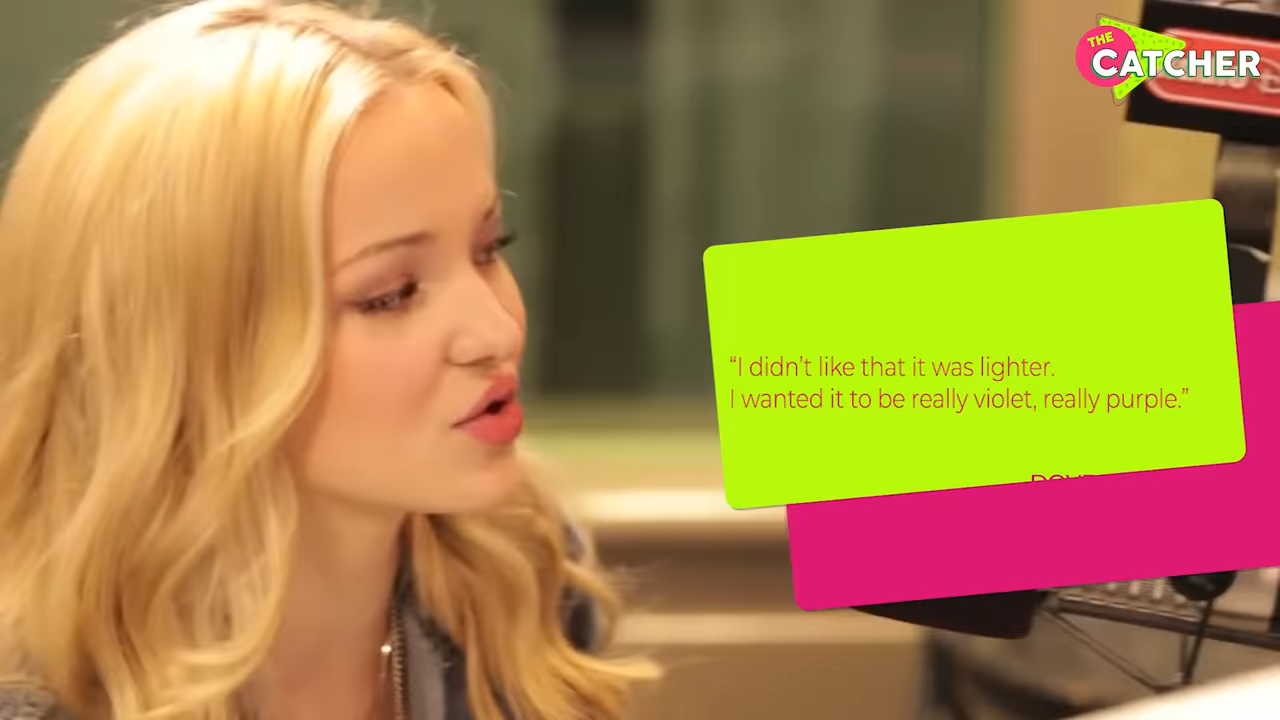 THE
CATCHER
“I didn’t like that it was lighter.
I wanted it to be really violet, really purple.”